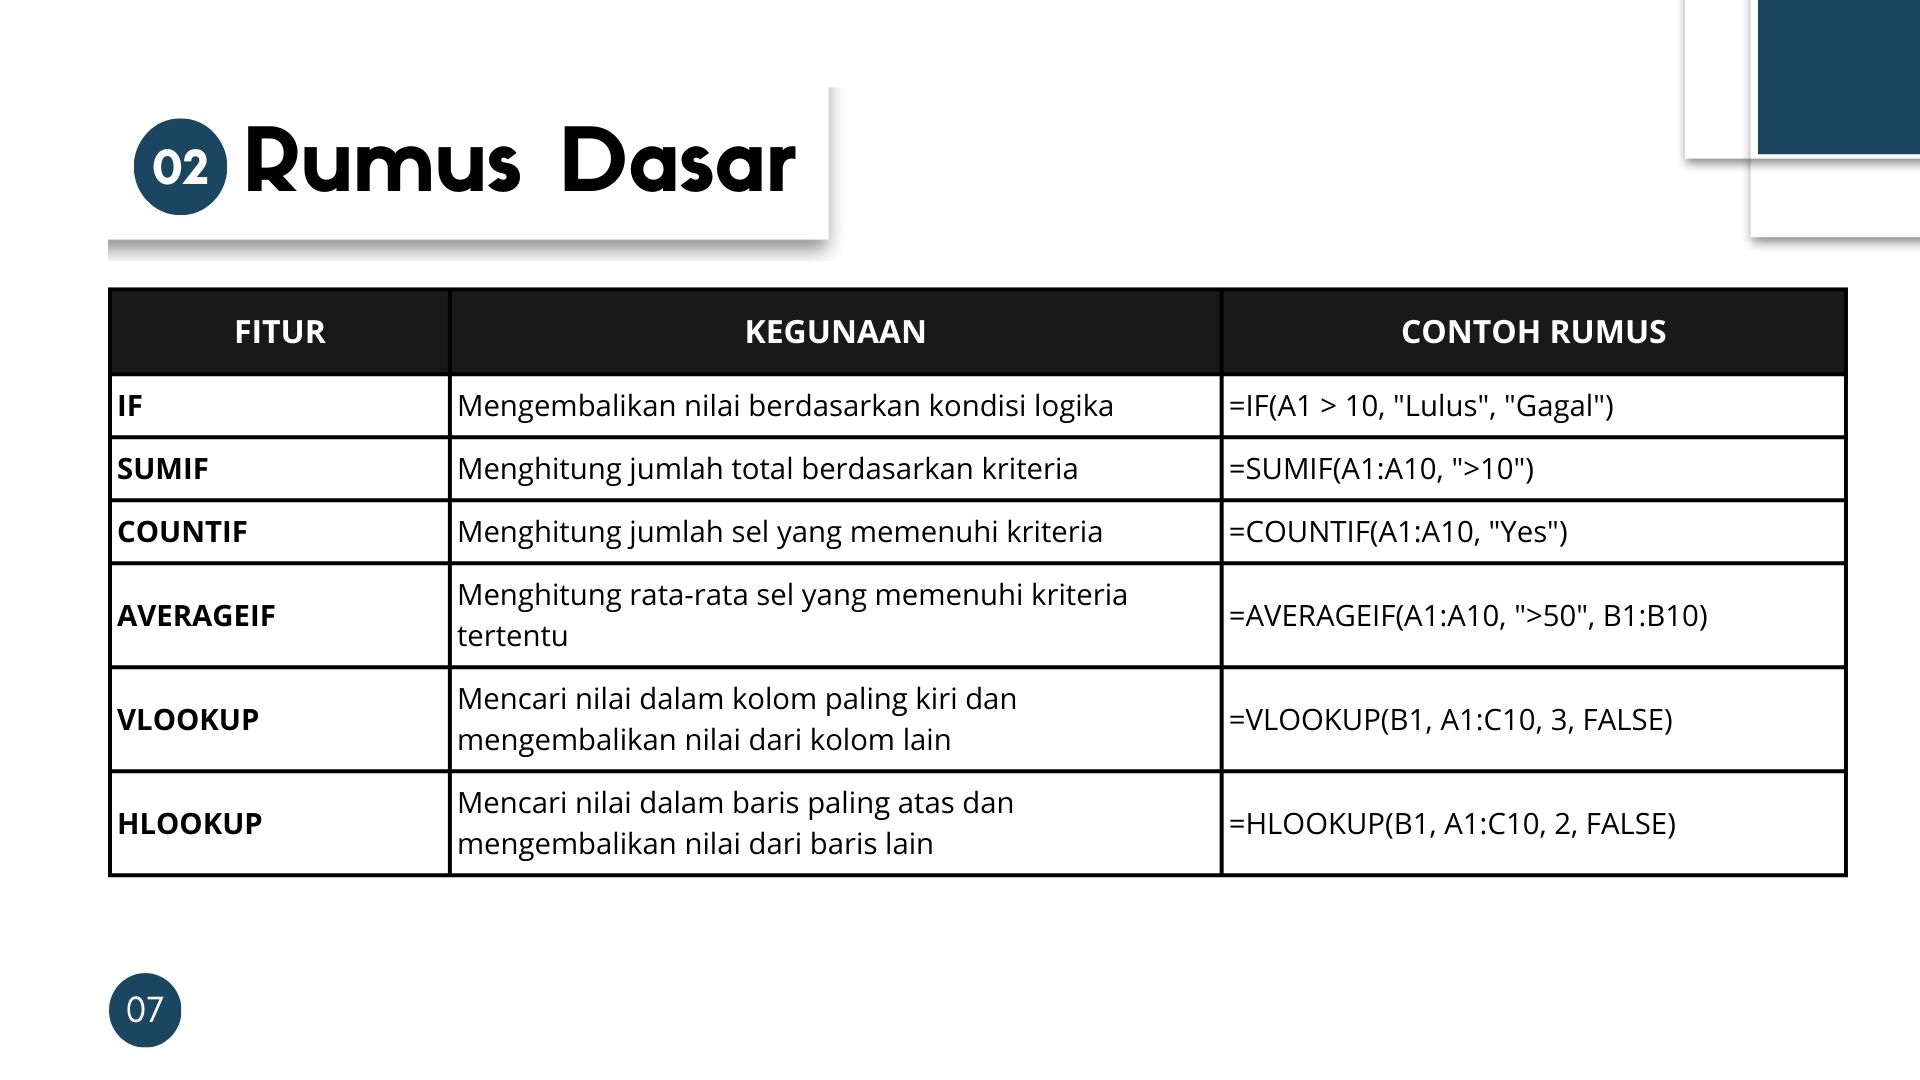 02 Rumus Dasar
FITUR KEGUNAAN CONTOH RUMUS
IF Mengembalikan nilai berdasarkan kondisi logika =IF(A1 > 10, "Lulus", "Gagal")
SUMIF Menghitung jumlah total berdasarkan kriteria =SUMIF(A1:A10, ">10")
COUNTIF Menghitung jumlah sel yang memenuhi kriteria =COUNTIF(A1:A10, "Yes")
AVERAGEIF Menghitung rata-rata sel yang memenuhi kriteria
tertentu =AVERAGEIF(A1:A10, ">50", B1:B10)
VLOOKUP Mencari nilai dalam kolom paling kiri dan
mengembalikan nilai dari kolom lain =VLOOKUP(B1, A1:C10, 3, FALSE)
HLOOKUP Mencari nilai dalam baris paling atas dan
mengembalikan nilai dari baris lain =HLOOKUP(B1, A1:C10, 2, FALSE)
07